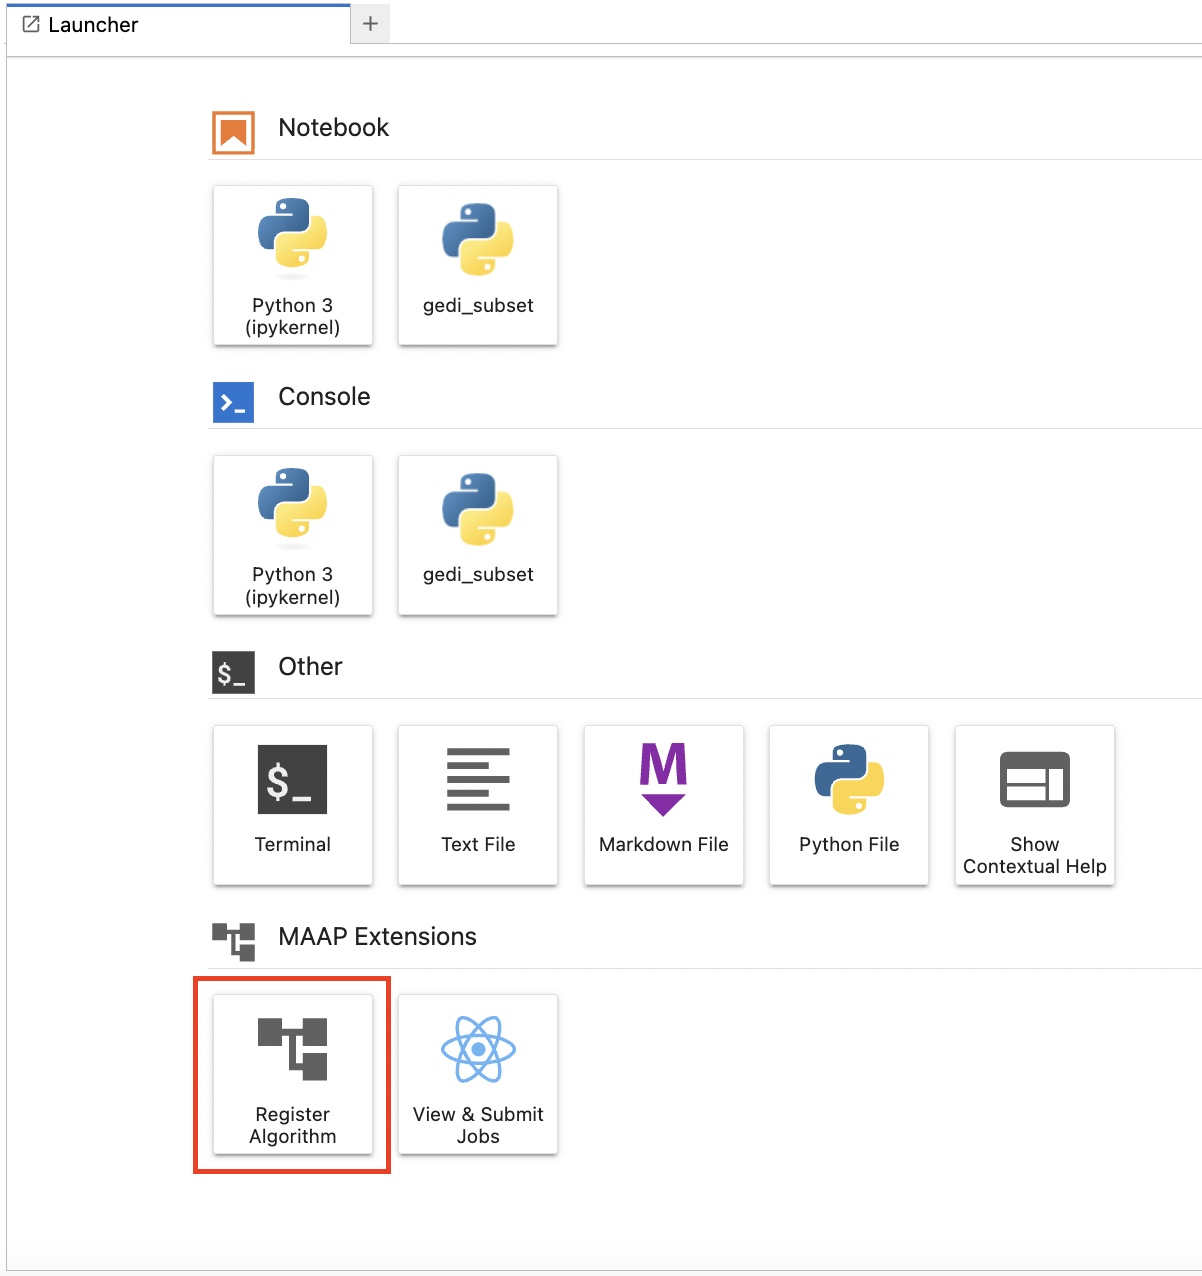 Launcher
Notebook
Python 3
(ipykernel)
gedi_subset
Console
Python 3
(ipykernel)
gedi_subset
$_
Other
$_
Terminal
Text File
M
Markdown File
Python File
Show
Contextual Help
MAAP Extensions
Register
Algorithm
View & Submit
Jobs